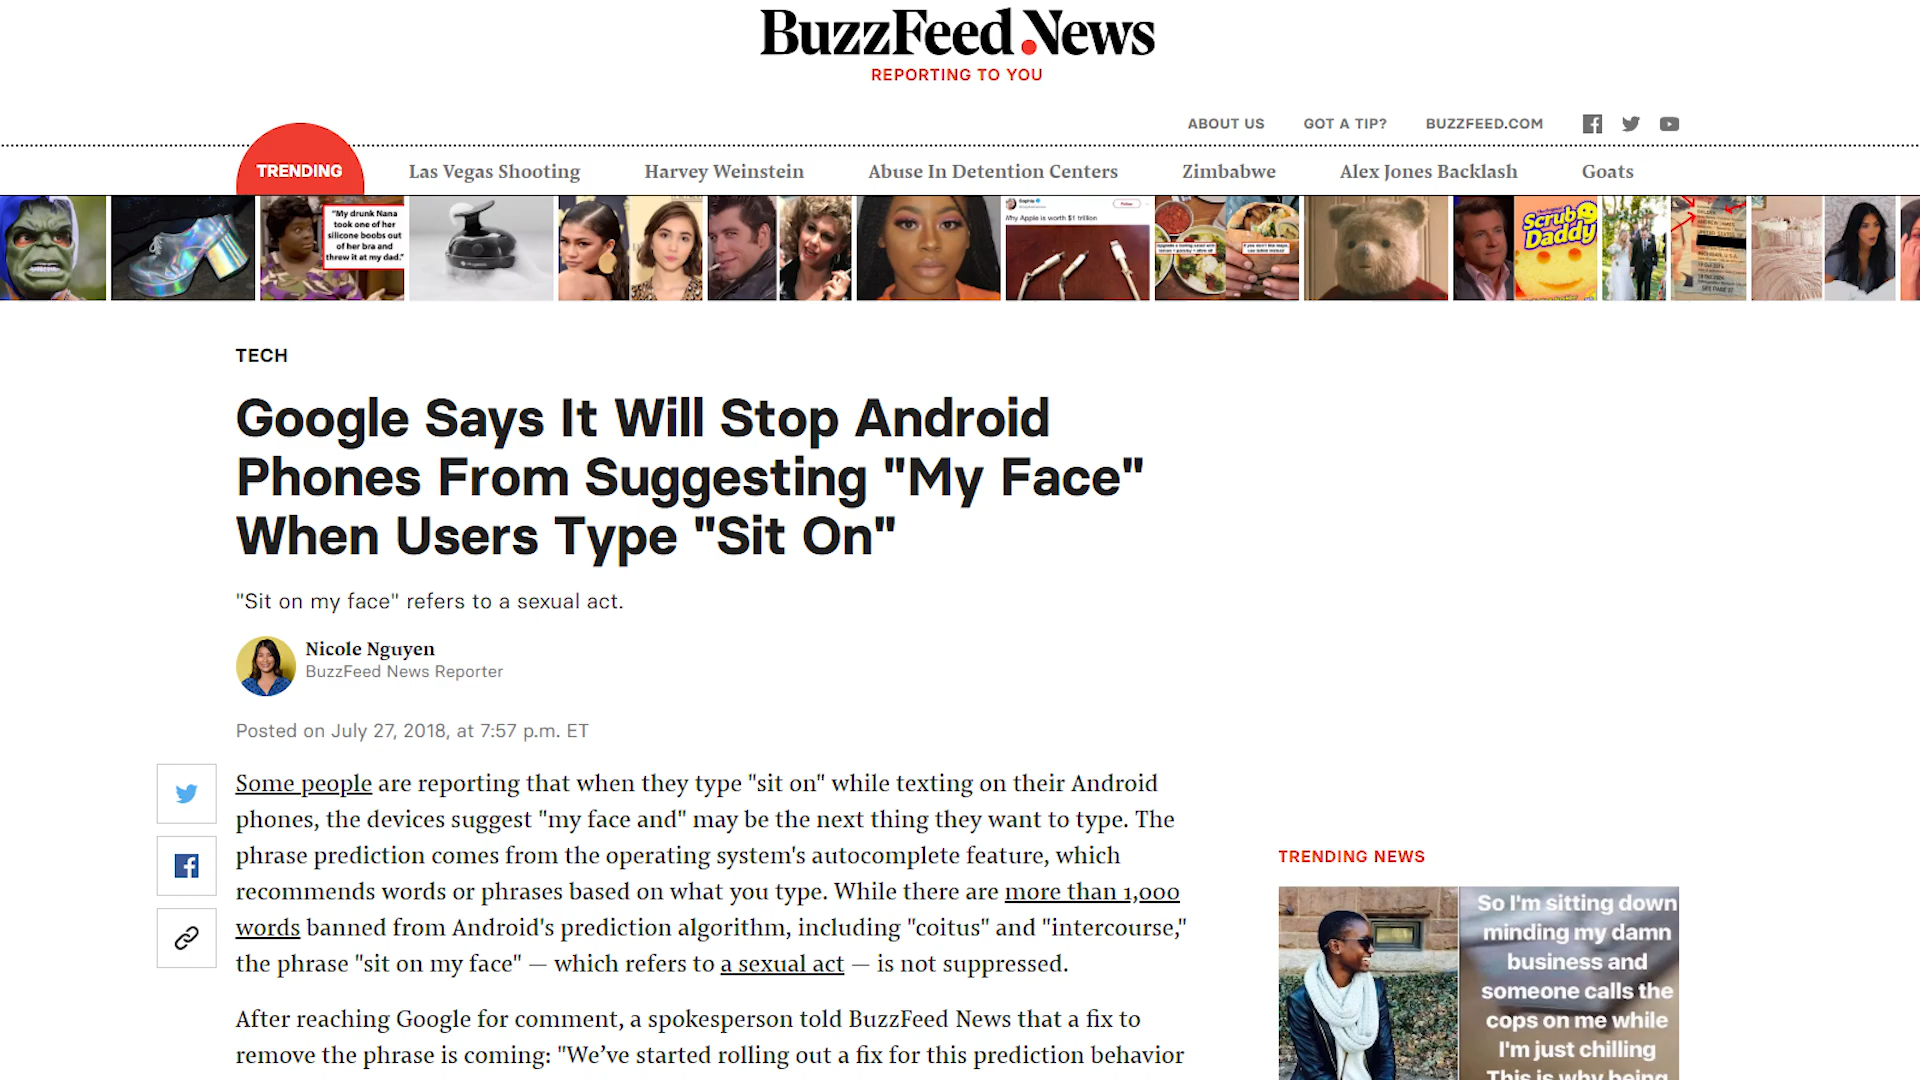 BuzzFeed News
REPORTING TO YOU
ABOUT US
GOT A TIP?
BUZZFEED.COM
TRENDING
Las Vegas Shooting
Harvey Weinstein
Abuse In Detention Centers
Zimbabwe
Alex Jones Backlash
Goats
"My drunk Nana
took one of her
silicone boobs out
of her bra and
threw it at my dad."
Why Apple is worth $1 trillion
Scrub
Daddy
TECH
Google Says It Will Stop Android
Phones From Suggesting "My Face"
When Users Type "Sit On"
"Sit on my face" refers to a sexual act.
Nicole Nguyen
BuzzFeed News Reporter
Posted on July 27, 2018, at 7:57 p.m. ET
Some people are reporting that when they type "sit on" while texting on their Android
phones, the devices suggest "my face and" may be the next thing they want to type. The
phrase prediction comes from the operating system's autocomplete feature, which
recommends words or phrases based on what you type. While there are more than 1,000
words banned from Android's prediction algorithm, including "coitus" and "intercourse,"
the phrase "sit on my face" — which refers to a sexual act — is not suppressed.
After reaching Google for comment, a spokesperson told BuzzFeed News that a fix to
remove the phrase is coming: "We’ve started rolling out a fix for this prediction behavior
TRENDING NEWS
So I'm sitting down
minding my damn
business and
someone calls the
cops on me while
I'm just chilling
This is why being